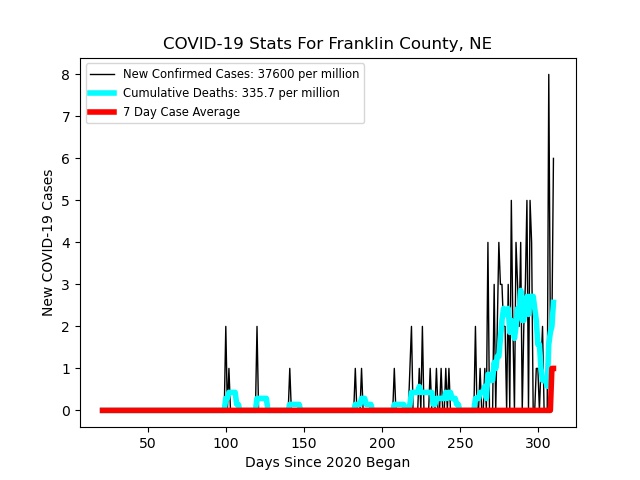 COVID-19 Stats For Franklin County, NE
New Confirmed Cases: 37600 per million
Cumulative Deaths: 335.7 per million
7 Day Case Average
8
7
6
5
4
3
2
1
0
New COVID-19 Cases
50 100 150 200 250 300
Days Since 2020 Began